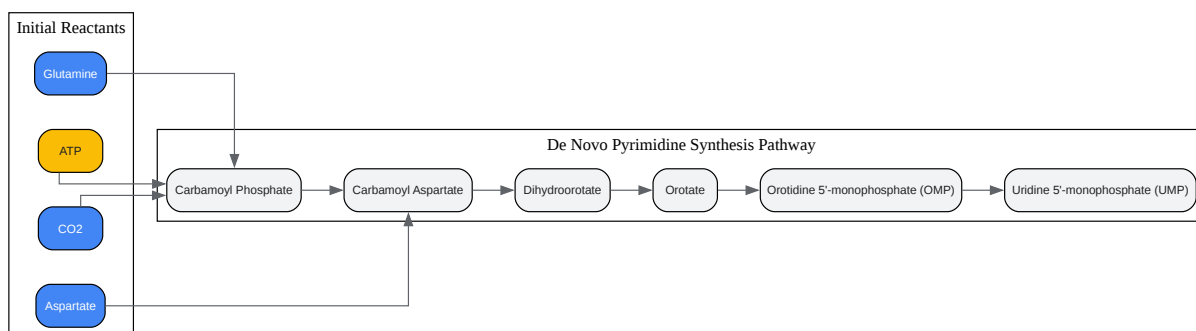 Initial Reactants
Glutamine
ATP
CO2
Aspartate
De Novo Pyrimidine Synthesis Pathway
Carbamoyl Phosphate
Carbamoyl Aspartate
Dihydroorotate
Orotate
Orotidine 5'-monophosphate (OMP)
Uridine 5'-monophosphate (UMP)